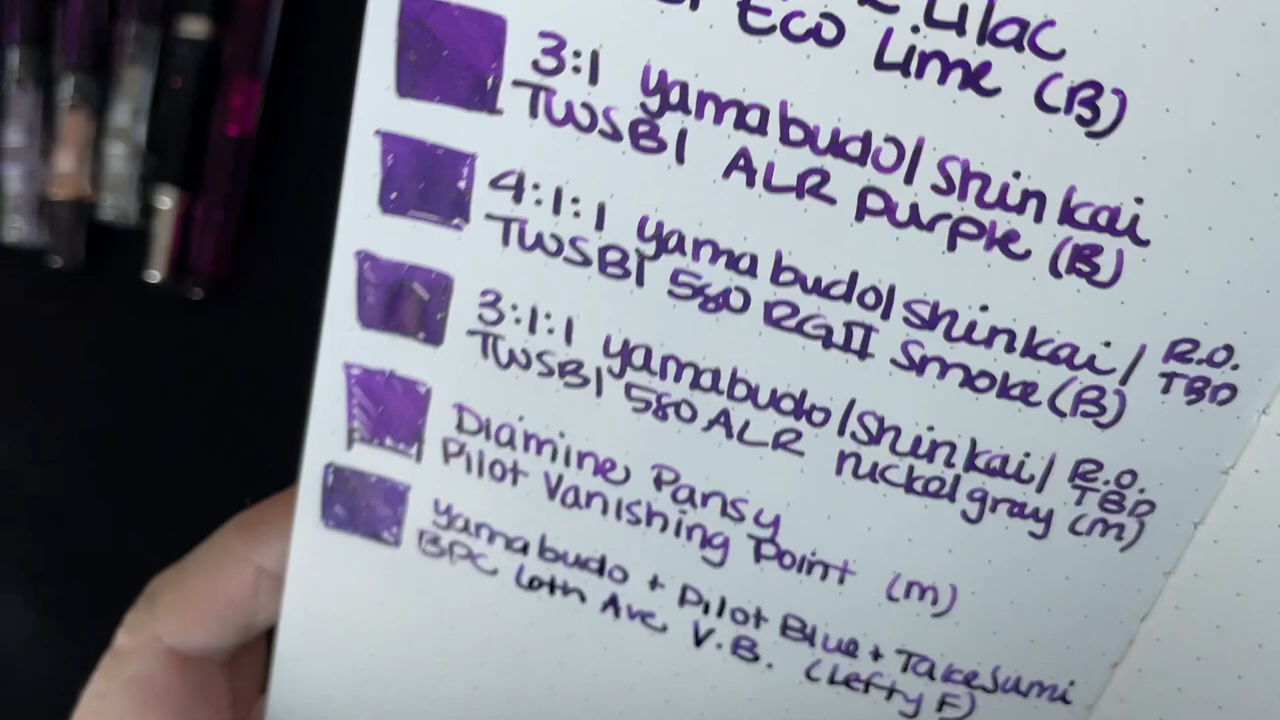 Lilac
Eco Lime (B)
3:1 yamabudo/shinkai
TWSBI ALR purple (B)
4:1:1 yamabudo/shinkai/ R.O.
TBD
TWSBI 580 RGII Smoke (B)
3:1:1 yamabudo/shinkai/ R.O.
TBD
TWSBI 580 ALR nickel gray (m)
Diamine Pansy
Pilot Vanishing Point (m)
yamabudo + Pilot Blue + Takesumi
BPC Loth Ave V.B. (Lefty F)